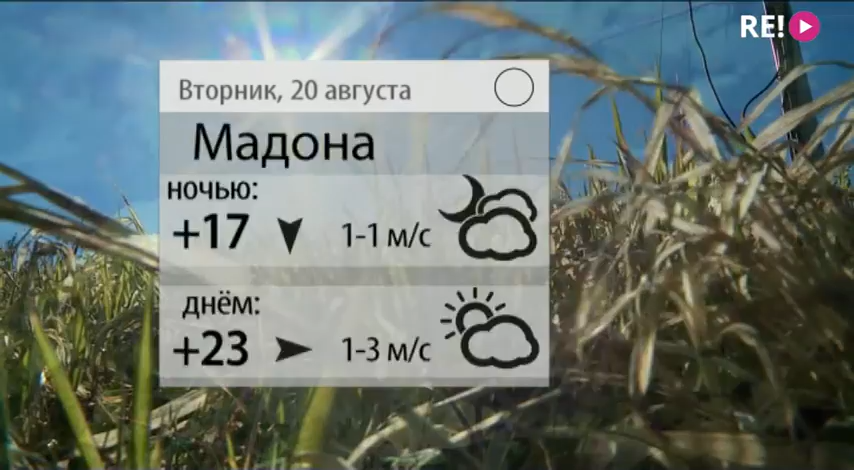 RE!
Вторник, 20 августа
Мадона
ночью:
+17 1-1 м/с
днём:
+23 1-3 м/с